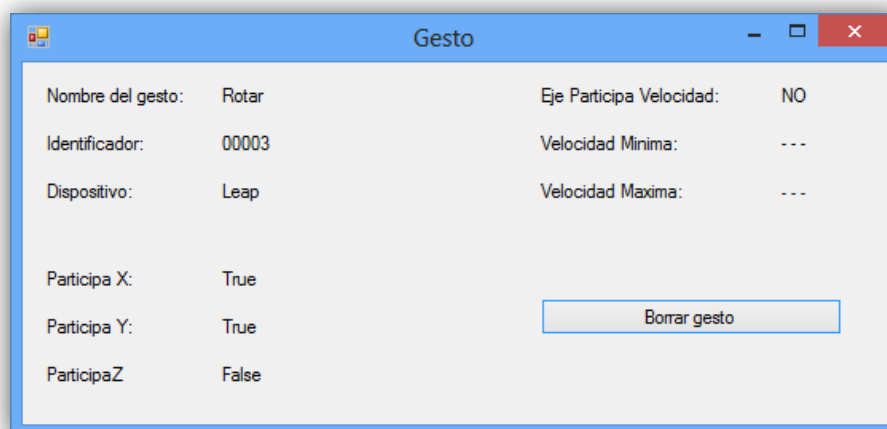 Gesto
Nombre del gesto: Rotar
Identificador: 00003
Dispositivo: Leap
Participa X: True
Participa Y: True
ParticipaZ False
Eje Participa Velocidad: NO
Velocidad Minima: - - -
Velocidad Maxima: - - -
Borrar gesto